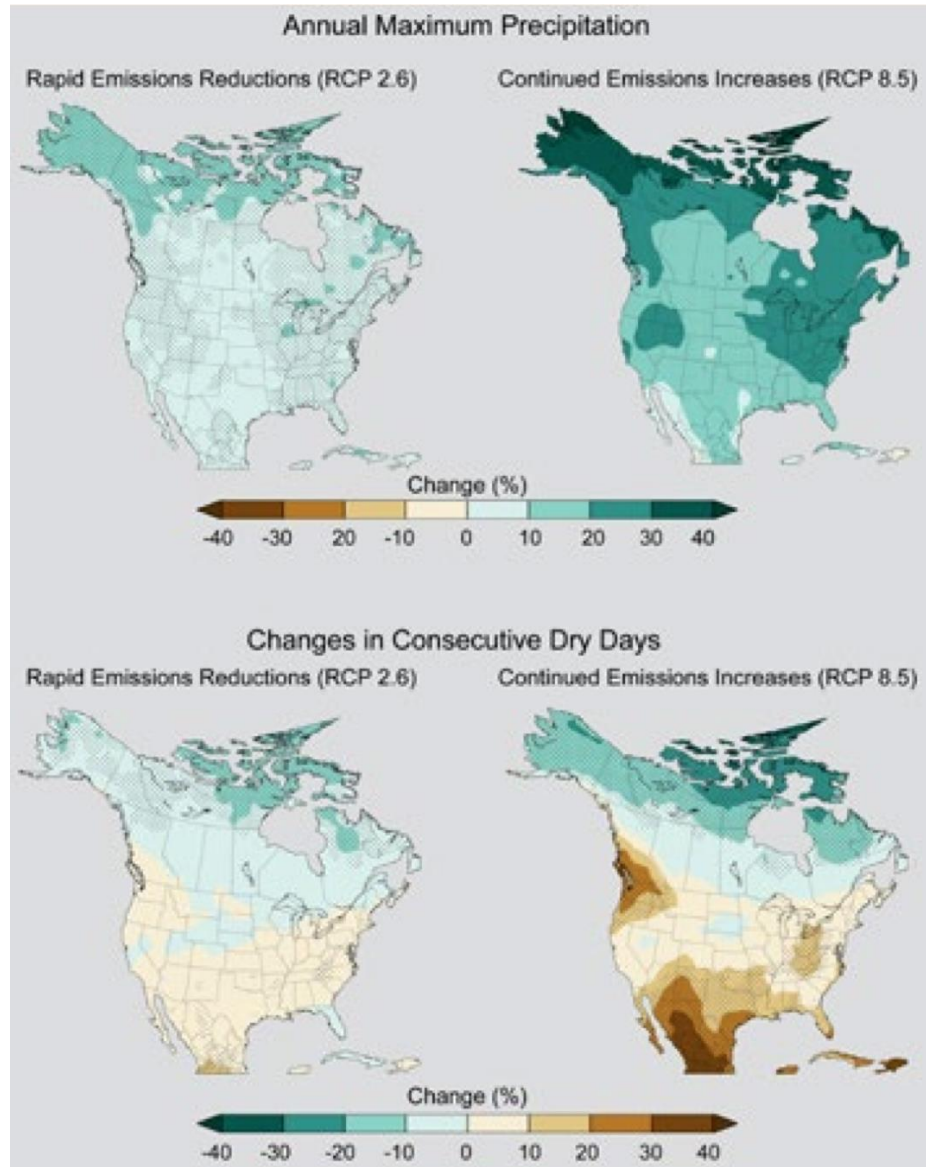 Annual Maximum Precipitation
Rapid Emissions Reductions (RCP 2.6) Continued Emissions Increases (RCP 8.5)
Change (%)
-40 -30 20 -10 0 10 20 30 40
Changes in Consecutive Dry Days
Rapid Emissions Reductions (RCP 2.6) Continued Emissions Increases (RCP 8.5)
Change (%)
-40 -30 -20 -10 0 10 20 30 40